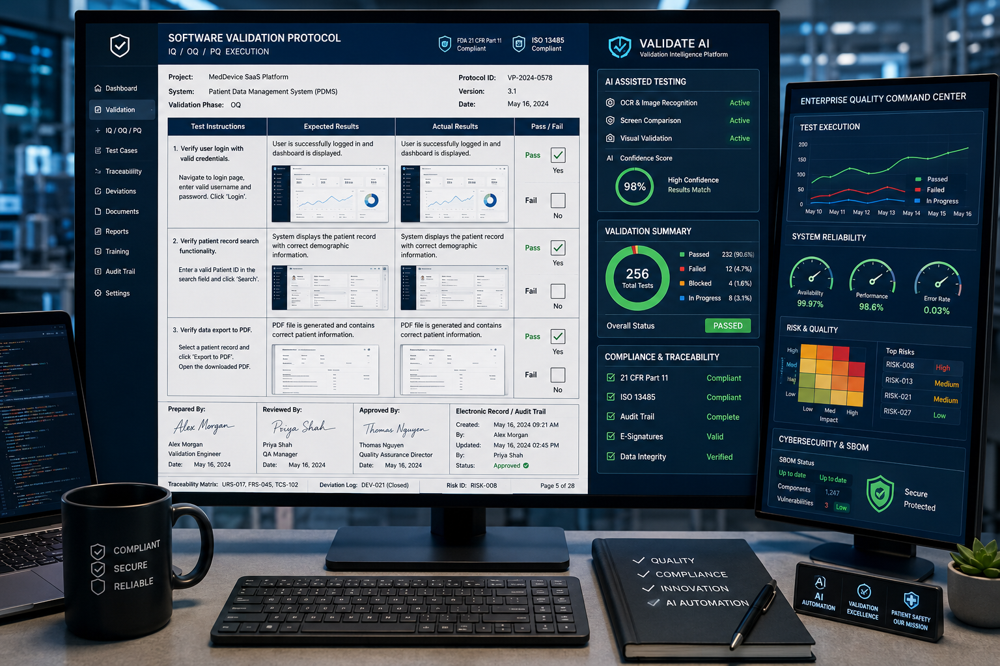 SOFTWARE VALIDATION PROTOCOL
IQ / OQ / PQ EXECUTION
FDA 21 CFR Part 11
Compliant
ISO 13485
Compliant
Dashboard
Validation
IQ / OQ / PQ
Test Cases
Traceability
Deviations
Documents
Reports
Training
Audit Trail
Settings
Project: MedDevice SaaS Platform
System: Patient Data Management System (PDMS)
Validation Phase: OQ
Protocol ID: VP-2024-0578
Version: 3.1
Date: May 16, 2024
Test Instructions Expected Results Actual Results Pass / Fail
1. Verify user login with
valid credentials.
Navigate to login page,
enter valid username and
password. Click 'Login'.
User is successfully logged in and
dashboard is displayed.
User is successfully logged in and
dashboard is displayed.
Pass
Yes
Fail
No
2. Verify patient record search
functionality.
Enter a valid Patient ID in the
search field and click 'Search'.
System displays the patient record
with correct demographic
information.
System displays the patient record
with correct demographic
information.
Pass
Yes
Fail
No
3. Verify data export to PDF.
Select a patient record and
click 'Export to PDF'.
Open the downloaded PDF.
PDF file is generated and contains
correct patient information.
PDF file is generated and contains
correct patient information.
Pass
Yes
Fail
No
Prepared By:
Alex Morgan
Alex Morgan
Validation Engineer
Date: May 16, 2024
Reviewed By:
Priya Shah
Priya Shah
QA Manager
Date: May 16, 2024
Approved By:
Thomas Nguyen
Thomas Nguyen
Quality Assurance Director
Date: May 16, 2024
Electronic Record / Audit Trail
Created: May 16, 2024 09:21 AM
By: Alex Morgan
Updated: May 16, 2024 02:45 PM
By: Priya Shah
Status: Approved
Traceability Matrix: URS-017, FRS-045, TCS-102
Deviation Log: DEV-021 (Closed)
Risk ID: RISK-008
Page 5 of 28
VALIDATE AI
Validation Intelligence Platform
AI ASSISTED TESTING
OCR & Image Recognition Active
Screen Comparison Active
Visual Validation Active
AI Confidence Score
98%
High Confidence
Results Match
VALIDATION SUMMARY
256
Total Tests
Passed 232 (90.6%)
Failed 12 (4.7%)
Blocked 4 (1.6%)
In Progress 8 (3.1%)
Overall Status PASSED
COMPLIANCE & TRACEABILITY
21 CFR Part 11 Compliant
ISO 13485 Compliant
Audit Trail Complete
E-Signatures Valid
Data Integrity Verified
ENTERPRISE QUALITY COMMAND CENTER
TEST EXECUTION
200
150
100
50
0
Passed
Failed
In Progress
May 10 May 11 May 12 May 13 May 14 May 15 May 16
SYSTEM RELIABILITY
Availability
99.97%
Performance
98.6%
Error Rate
0.03%
RISK & QUALITY
High
Med
Low
Low Med High
Impact
Top Risks
RISK-008 High
RISK-013 Medium
RISK-021 Medium
RISK-027 Low
CYBERSECURITY & SBOM
SBOM Status
Up to date Up to date
Components 1,247
Vulnerabilities 3 Low
Secure
Protected
COMPLIANT
SECURE
RELIABLE
QUALITY
COMPLIANCE
INNOVATION
AI AUTOMATION
AI
AI
AUTOMATION
VALIDATION
EXCELLENCE
PATIENT SAFETY
OUR MISSION